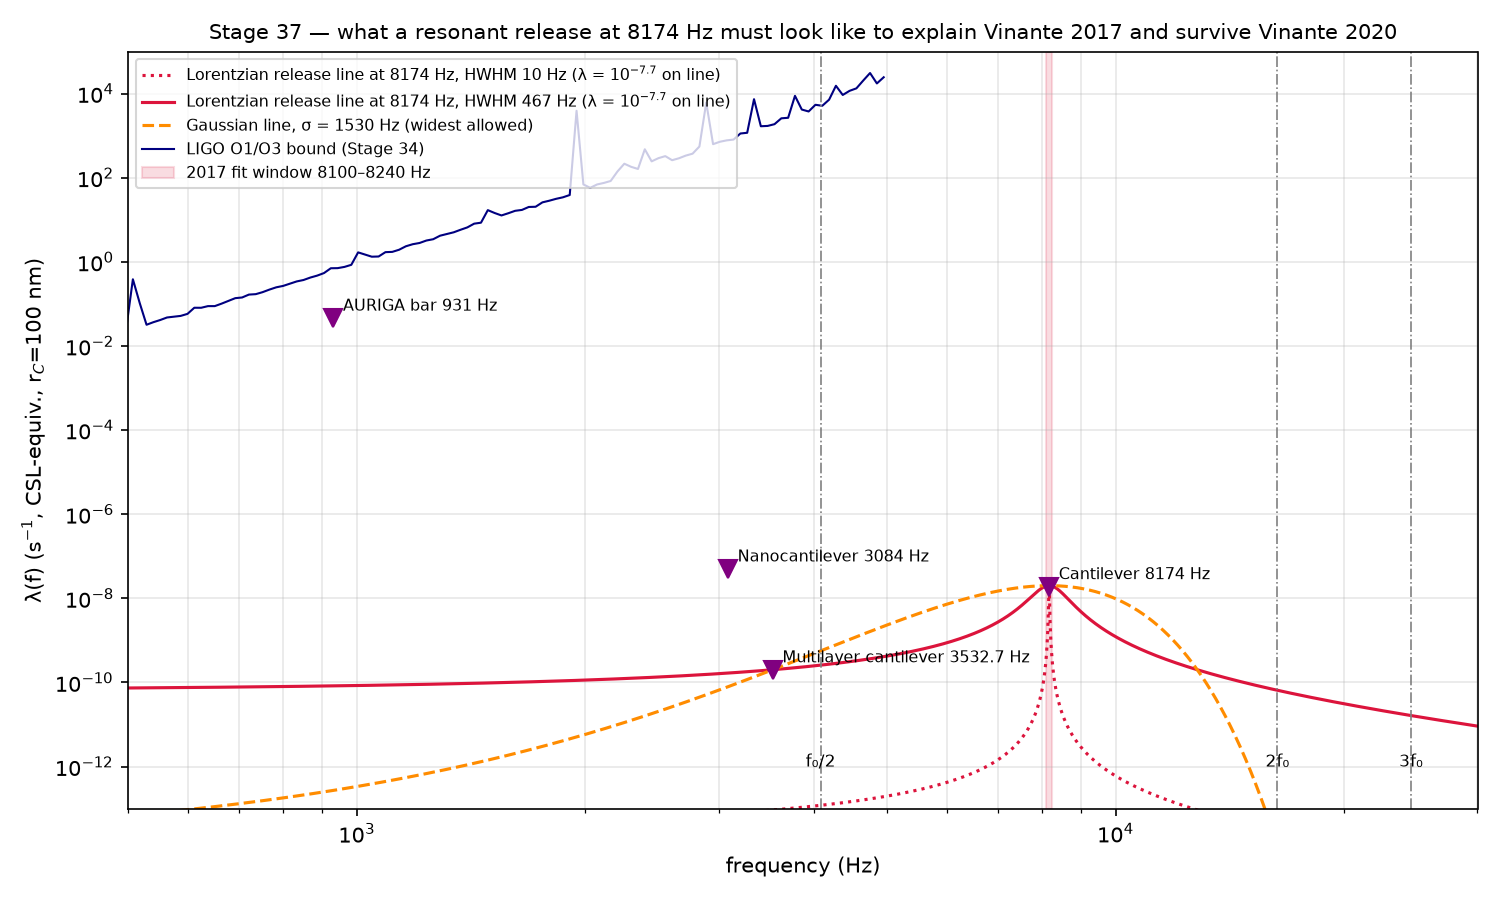 Stage 37 — what a resonant release at 8174 Hz must look like to explain Vinante 2017 and survive Vinante 2020
Lorentzian release line at 8174 Hz, HWHM 10 Hz (λ = 10⁻⁷·⁷ on line)
Lorentzian release line at 8174 Hz, HWHM 467 Hz (λ = 10⁻⁷·⁷ on line)
Gaussian line, σ = 1530 Hz (widest allowed)
LIGO O1/O3 bound (Stage 34)
2017 fit window 8100–8240 Hz
λ(f) (s⁻¹, CSL-equiv., r_C=100 nm)
10⁴
10²
10⁰
10⁻²
10⁻⁴
10⁻⁶
10⁻⁸
10⁻¹⁰
10⁻¹²
AURIGA bar 931 Hz
Nanocantilever 3084 Hz
Cantilever 8174 Hz
Multilayer cantilever 3532.7 Hz
f₀/2
2f₀
3f₀
10³
10⁴
frequency (Hz)